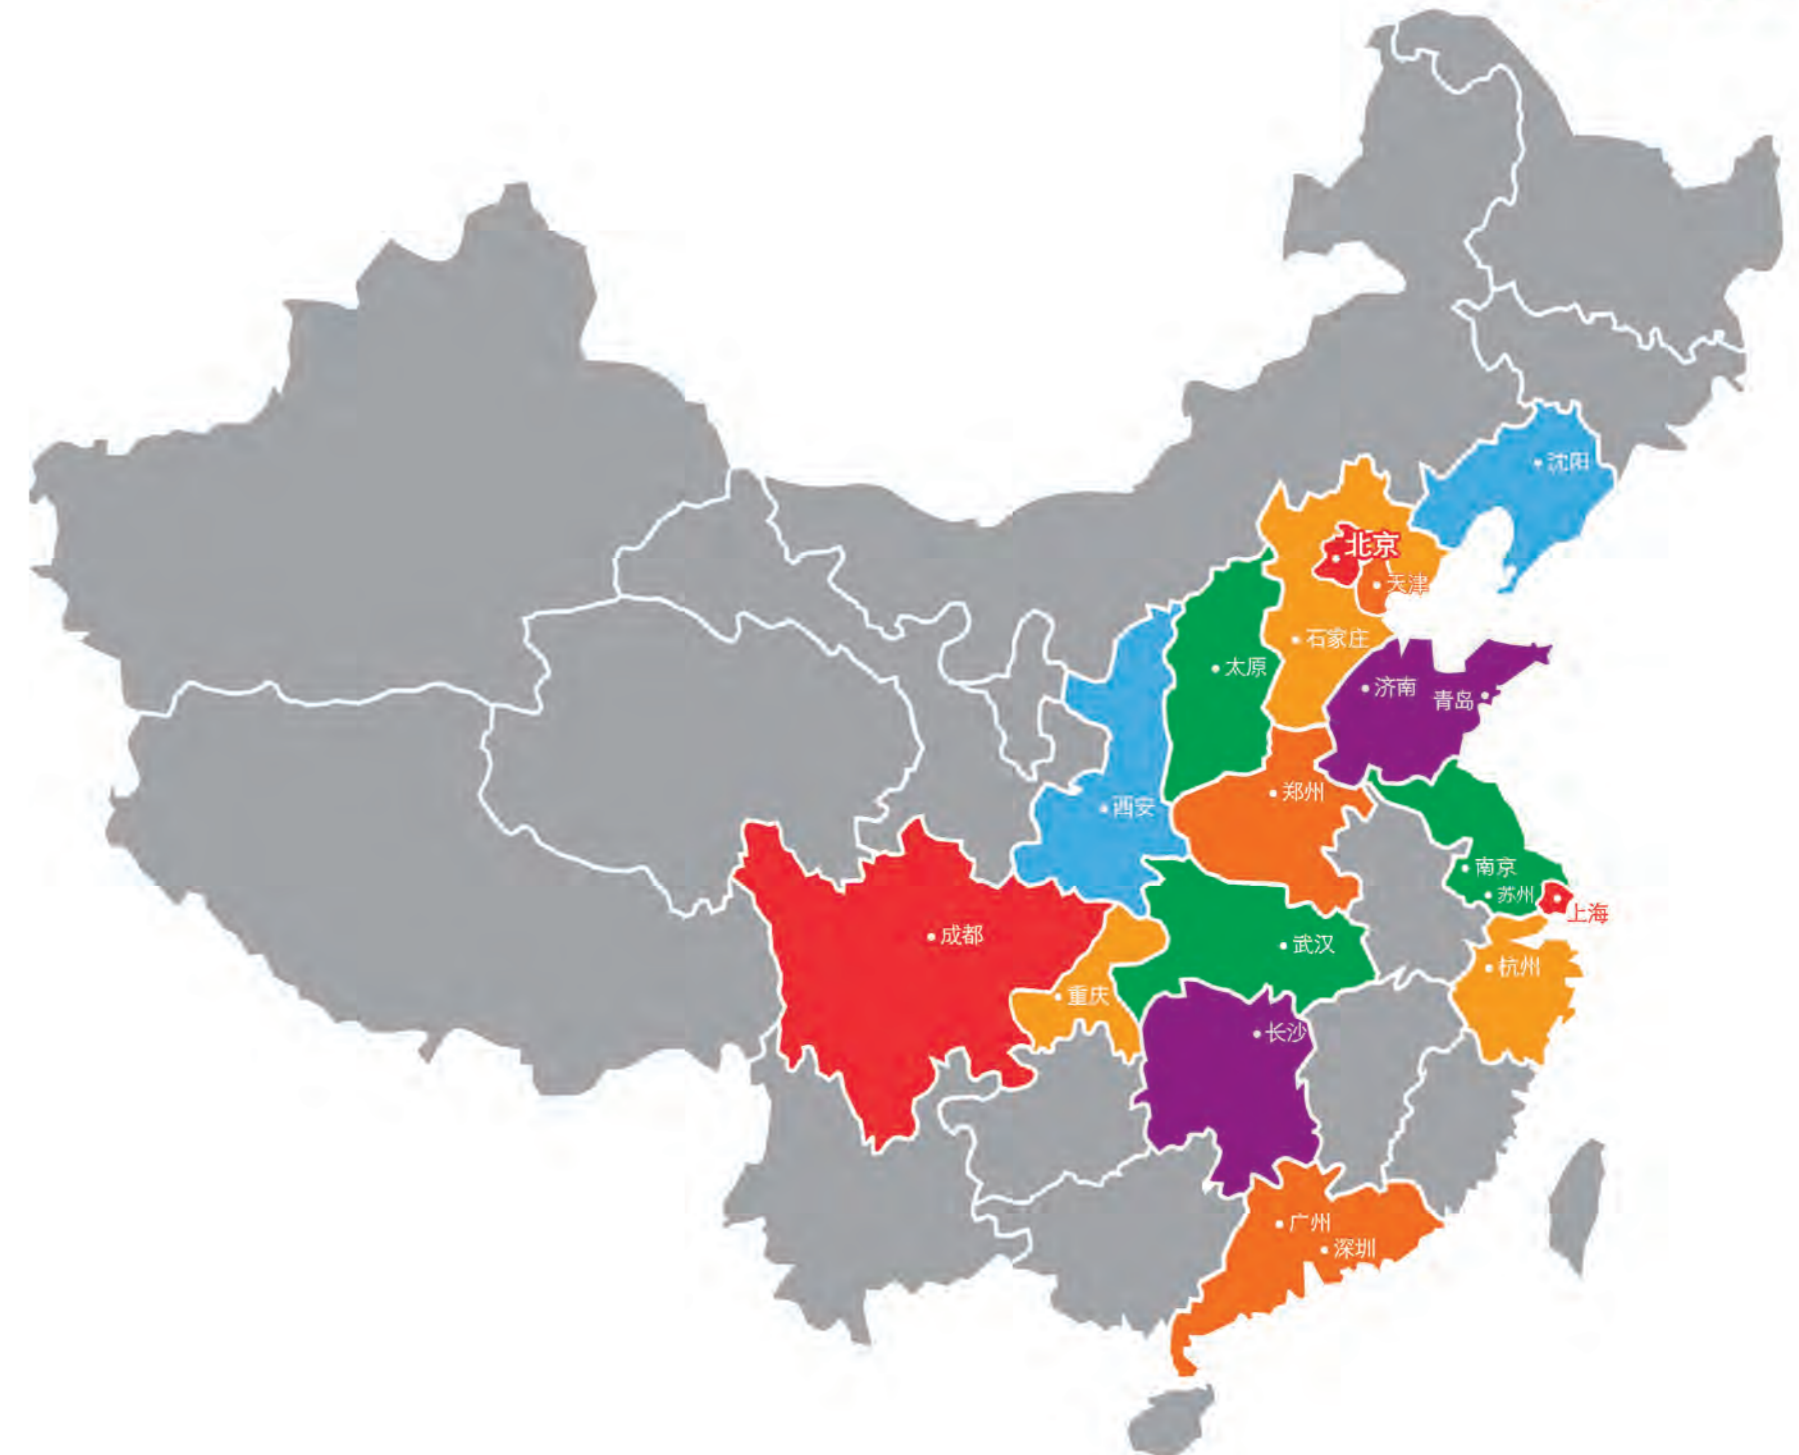 沈阳
北京
天津
石家庄
太原
济南
青岛
郑州
西安
南京
苏州
上海
成都
武汉
杭州
重庆
长沙
广州
深圳